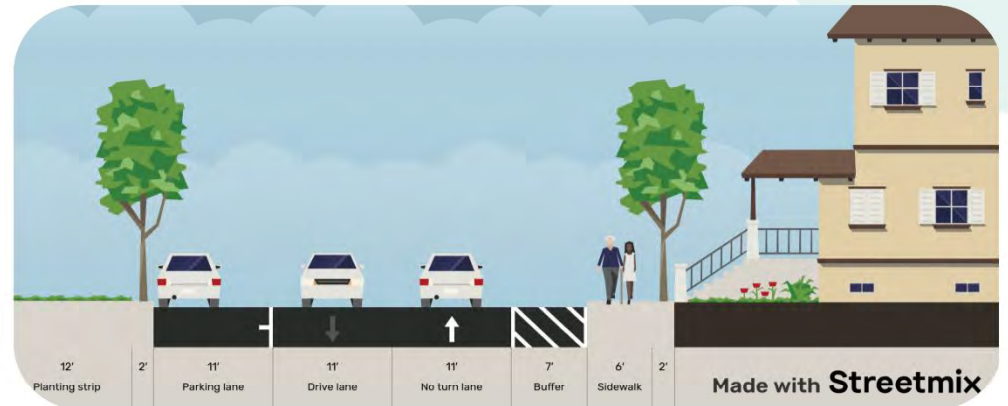 12' 2' 11' 11' 11' 7' 6' 2'
Planting strip Parking lane Drive lane No turn lane Buffer Sidewalk
Made with Streetmix